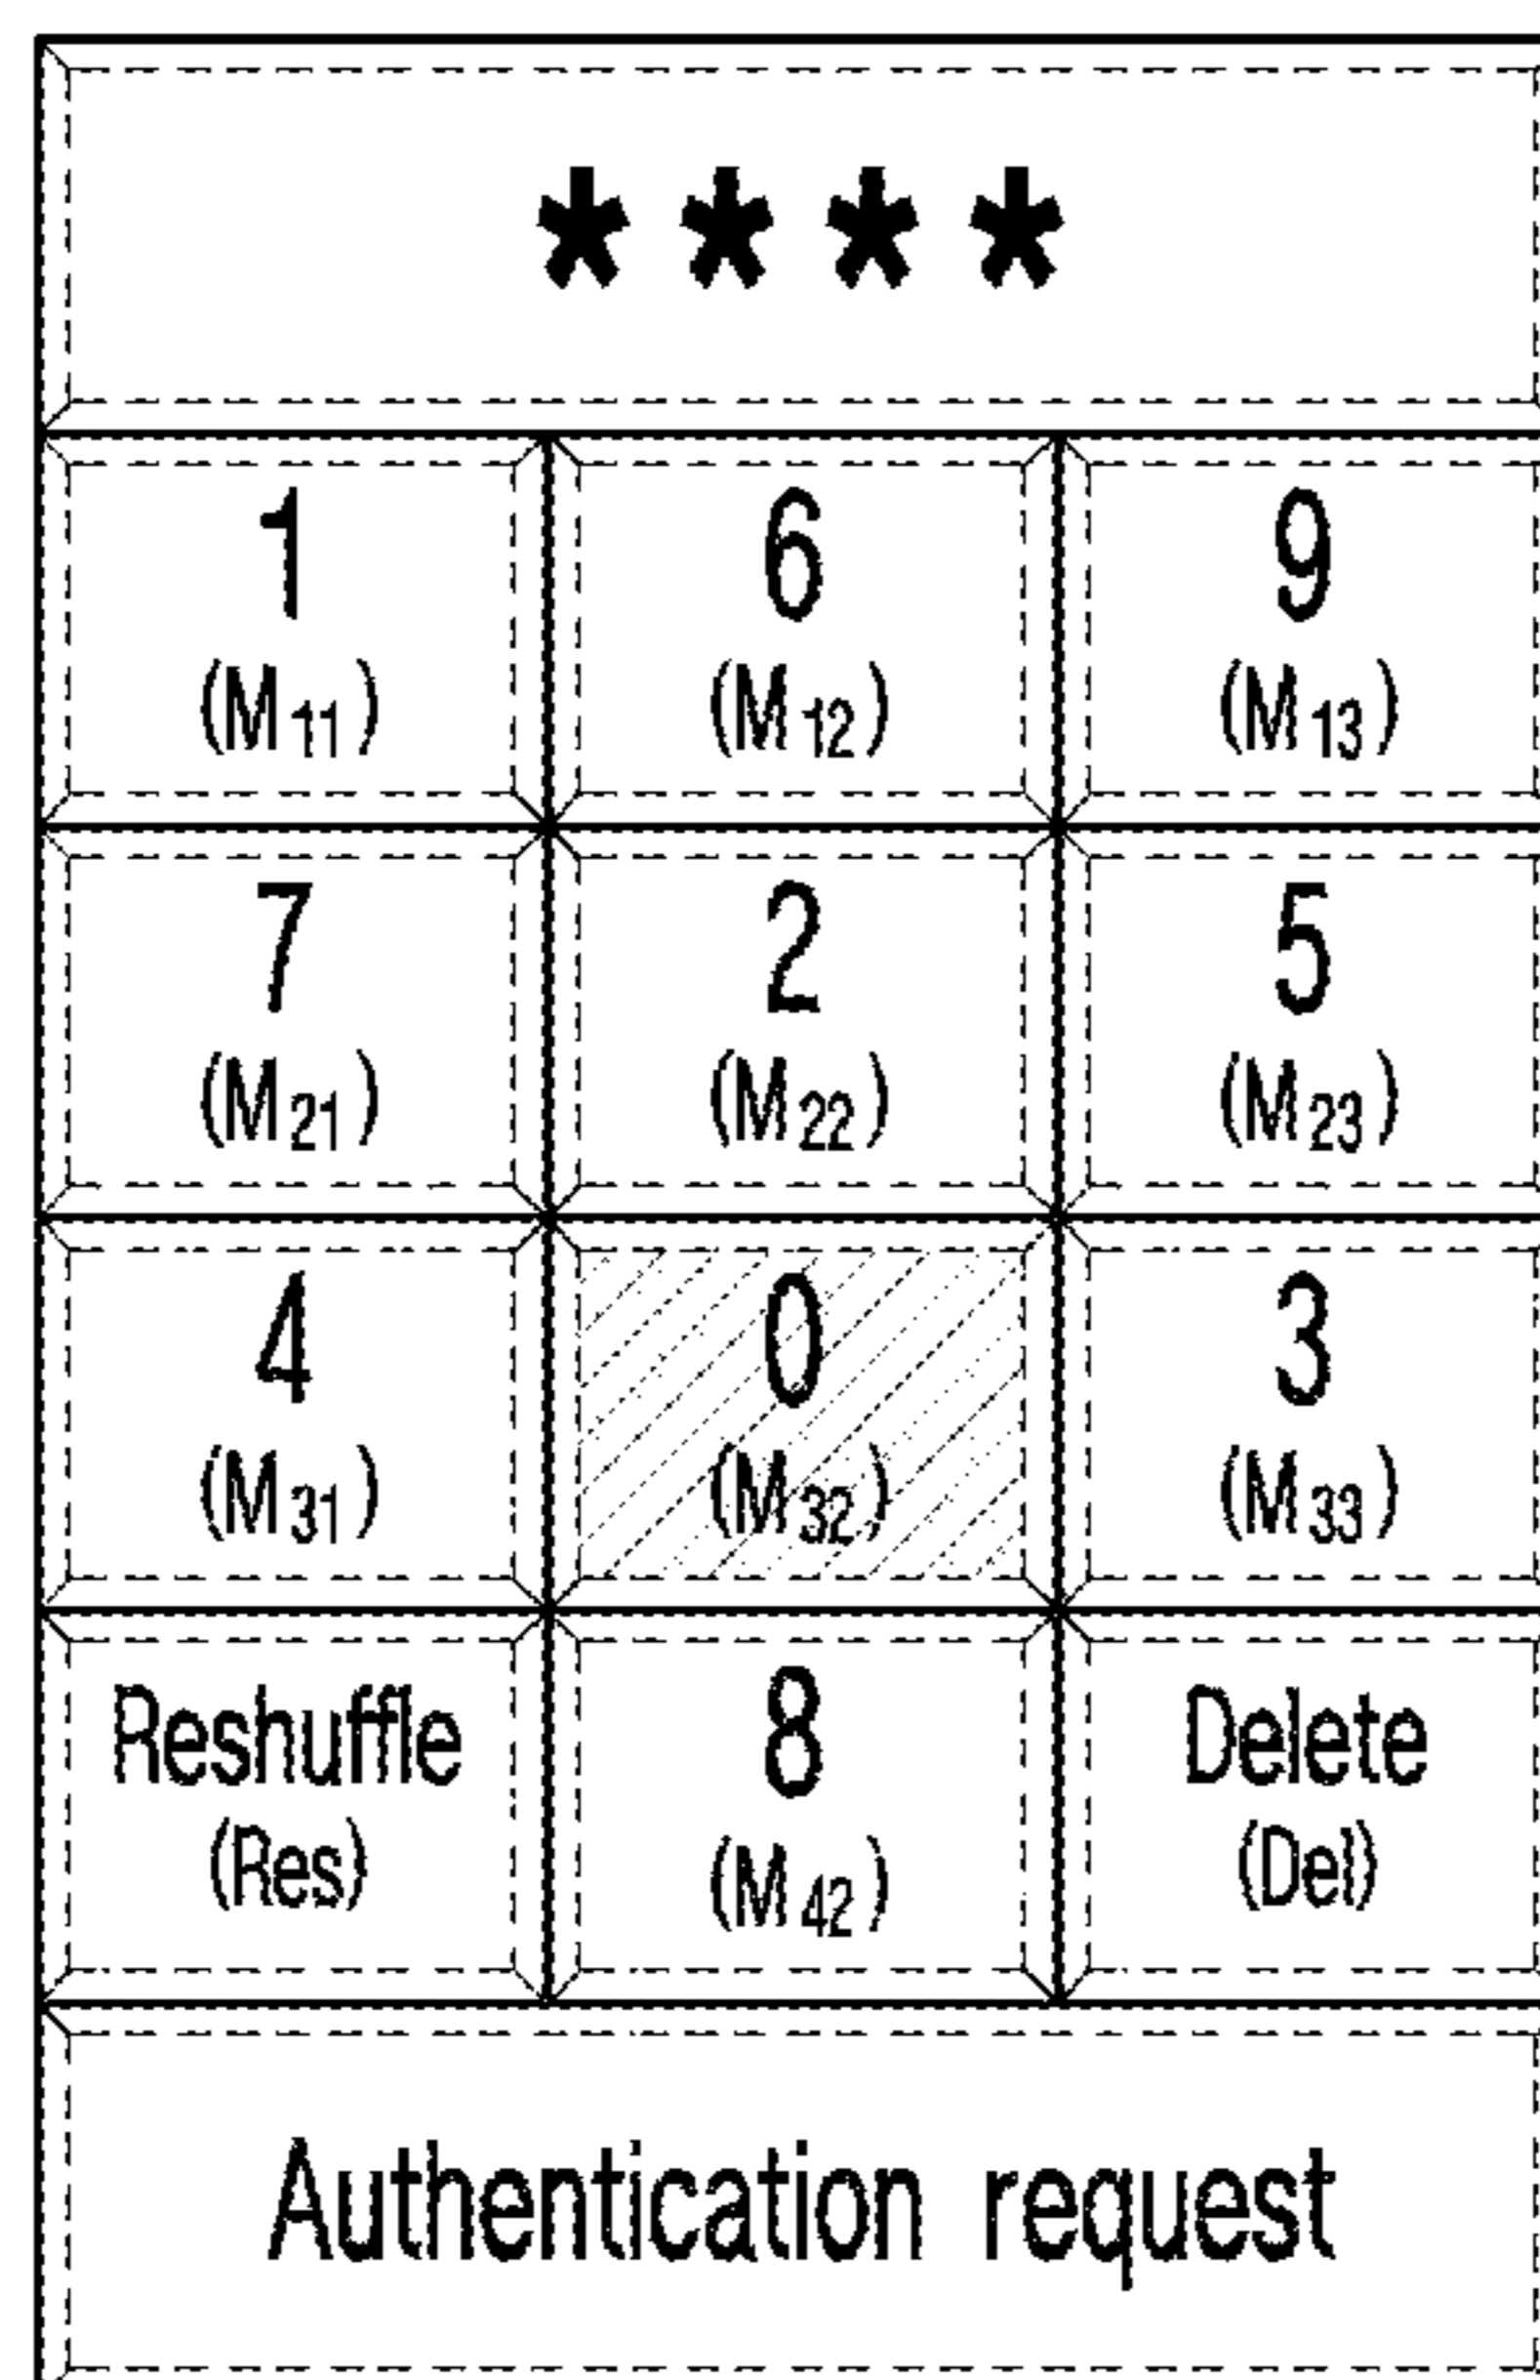 * * * *
1 6 9
(M11) (M12) (M13)
7 2 5
(M21) (M22) (M23)
4 0 3
(M31) (M32) (M33)
Reshuffle 8 Delete
(Res) (M42) (Del)
Authentication request